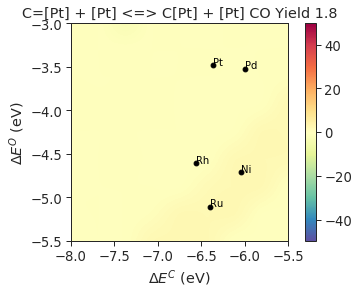 C=[Pt] + [Pt] <=> C[Pt] + [Pt] CO Yield 1.8
−3.0
−3.5
−4.0
−4.5
−5.0
−5.5
ΔE^O (eV)
Pt
Pd
Rh
Ni
Ru
−8.0 −7.5 −7.0 −6.5 −6.0 −5.5
ΔE^C (eV)
40
20
0
−20
−40